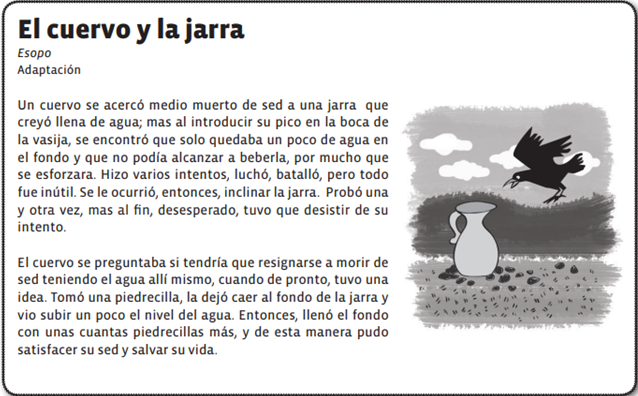 El cuervo y la jarra
Esopo
Adaptación
Un cuervo se acercó medio muerto de sed a una jarra que
creyó llena de agua; mas al introducir su pico en la boca de
la vasija, se encontró que solo quedaba un poco de agua en
el fondo y que no podía alcanzar a beberla, por mucho que
se esforzara. Hizo varios intentos, luchó, batalló, pero todo
fue inútil. Se le ocurrió, entonces, inclinar la jarra. Probó una
y otra vez, mas al fin, desesperado, tuvo que desistir de su
intento.
El cuervo se preguntaba si tendría que resignarse a morir de
sed teniendo el agua allí mismo, cuando de pronto, tuvo una
idea. Tomó una piedrecilla, la dejó caer al fondo de la jarra y
vio subir un poco el nivel del agua. Entonces, llenó el fondo
con unas cuantas piedrecillas más, y de esta manera pudo
satisfacer su sed y salvar su vida.